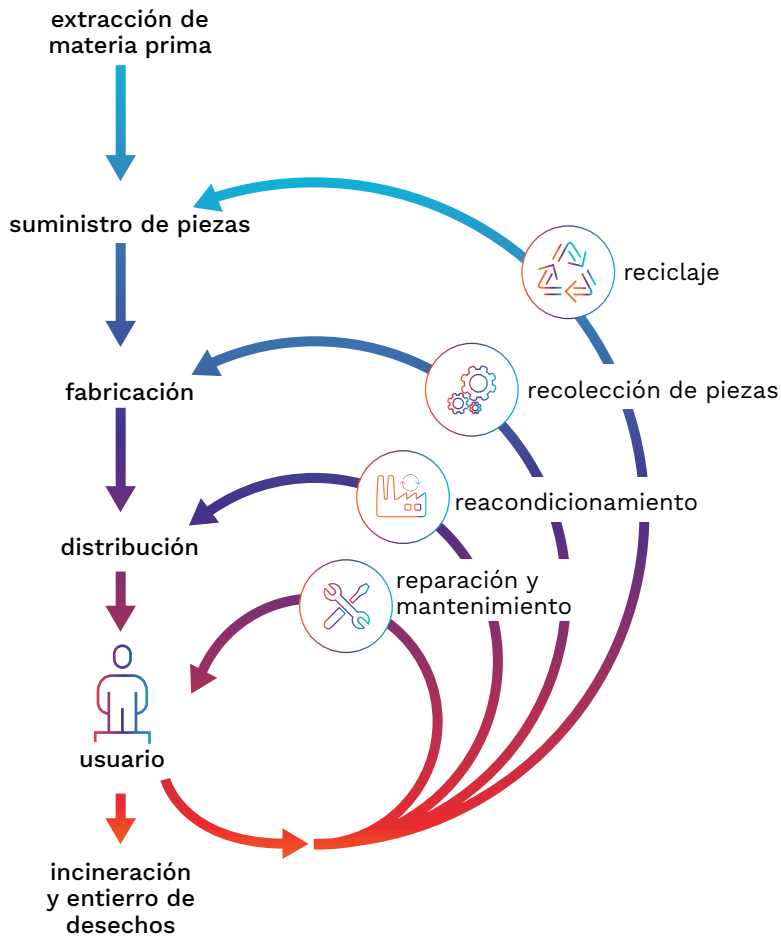 extracción de
materia prima
suministro de piezas
reciclaje
fabricación
recolección de piezas
reacondicionamiento
distribución
reparación y
mantenimiento
usuario
incineración
y entierro de
desechos